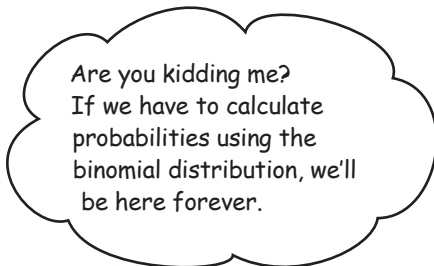 Are you kidding me?
If we have to calculate
probabilities using the
binomial distribution, we'll
be here forever.